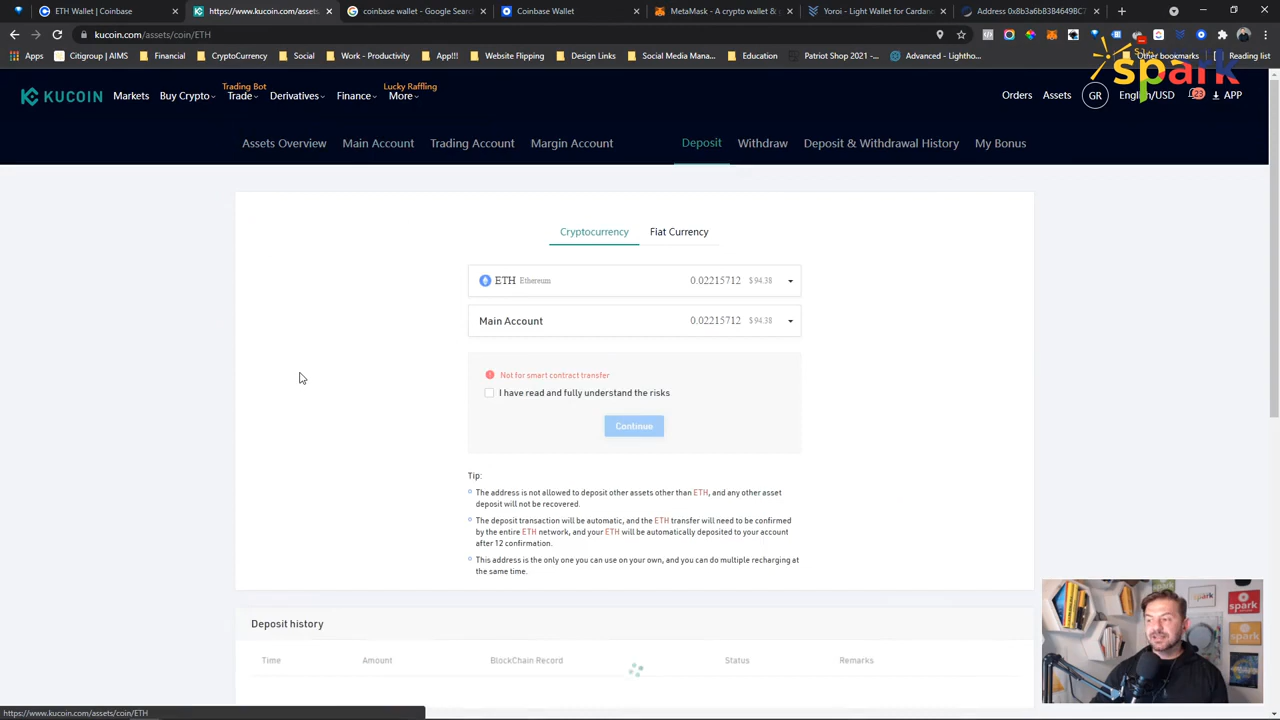 ETH Wallet | Coinbase
https://www.kucoin.com/assets/
coinbase wallet - Google Search
Coinbase Wallet
MetaMask - A crypto wallet &
Yoroi - Light Wallet for Cardano
Address 0x8b3a6b83B4649BC7
kucoin.com/assets/coin/ETH
Apps
Citigroup | AIMS
Financial
CryptoCurrency
Social
Work - Productivity
App!!!
WebSite Flipping
Design Links
Social Media Manag...
Education
Patriot Shop 2021 -...
Advanced - Lightho...
Reading list
spark
Trading Bot
Lucky Raffling
KUCOIN
Markets
Buy Crypto
Trade
Derivatives
Finance
More
Orders
Assets
GR
English/USD
23
APP
Assets Overview
Main Account
Trading Account
Margin Account
Deposit
Withdraw
Deposit & Withdrawal History
My Bonus
Cryptocurrency
Fiat Currency
ETH Ethereum 0.02215712 $94.38
Main Account 0.02215712 $94.38
Not for smart contract transfer
I have read and fully understand the risks
Continue
Tip:
The address is not allowed to deposit other assets other than ETH, and any other asset
deposit will not be recovered.
The deposit transaction will be automatic, and the ETH transfer will need to be confirmed
by the entire ETH network, and your ETH will be automatically deposited to your account
after 12 confirmation.
This address is the only one you can use on your own, and you can do multiple recharging at
the same time.
Deposit history
Time
Amount
BlockChain Record
Status
Remarks
spark
spark
spark
https://www.kucoin.com/assets/coin/ETH